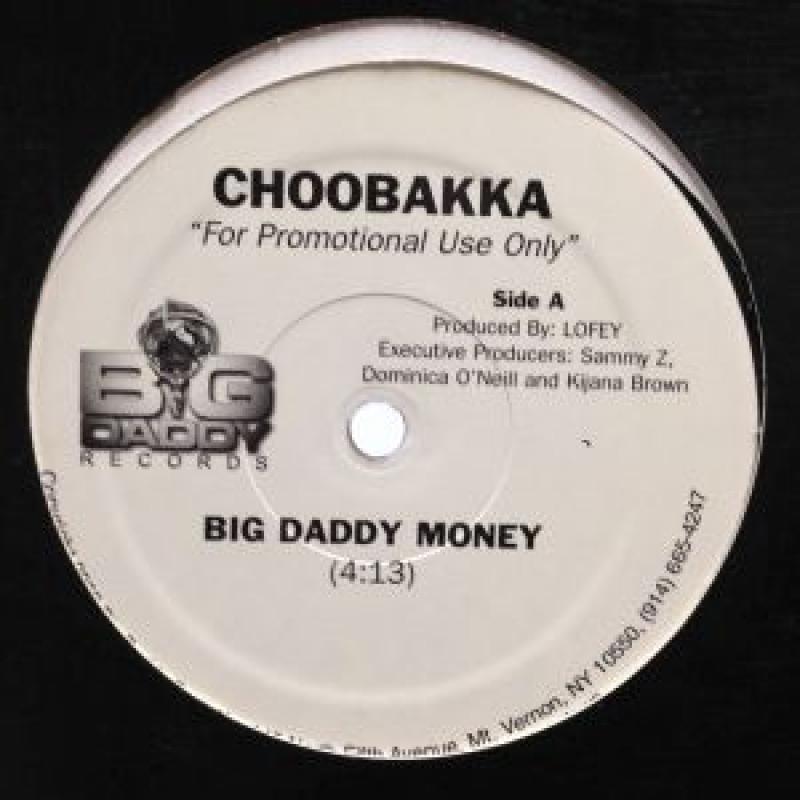 CHOOBAKKA
"For Promotional Use Only"
Side A
Produced By: LOFEY
Executive Producers: Sammy Z,
Dominica O'Neill and Kijana Brown
BIG
DADDY
RECORDS
BIG DADDY MONEY
(4:13)
Avenue, Mt. Vernon, NY 10550, (914) 665-4247